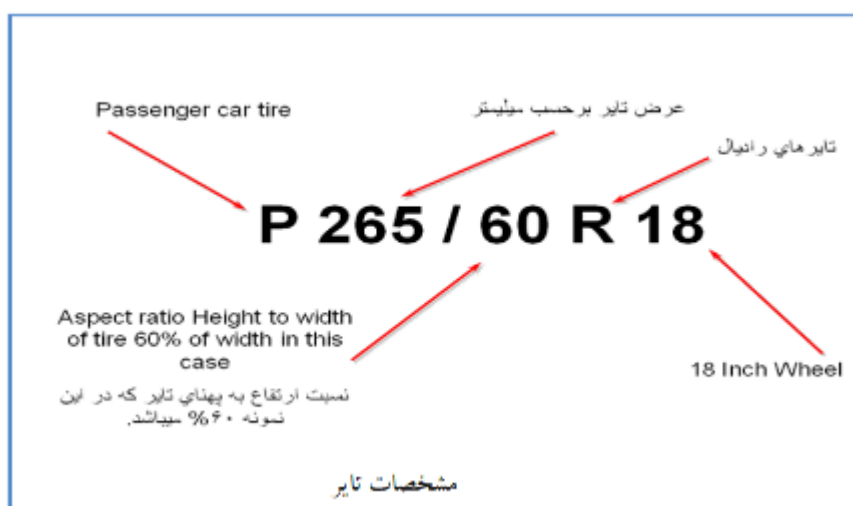 Passenger car tire
عرض تایر برحسب میلیمتر
تایرهاي رادیال
P 265 / 60 R 18
Aspect ratio Height to width
of tire 60% of width in this
case
نسبت ارتفاع به پهناي تایر که در این
نمونه ۶۰% میباشد.
18 Inch Wheel
مشخصات تایر